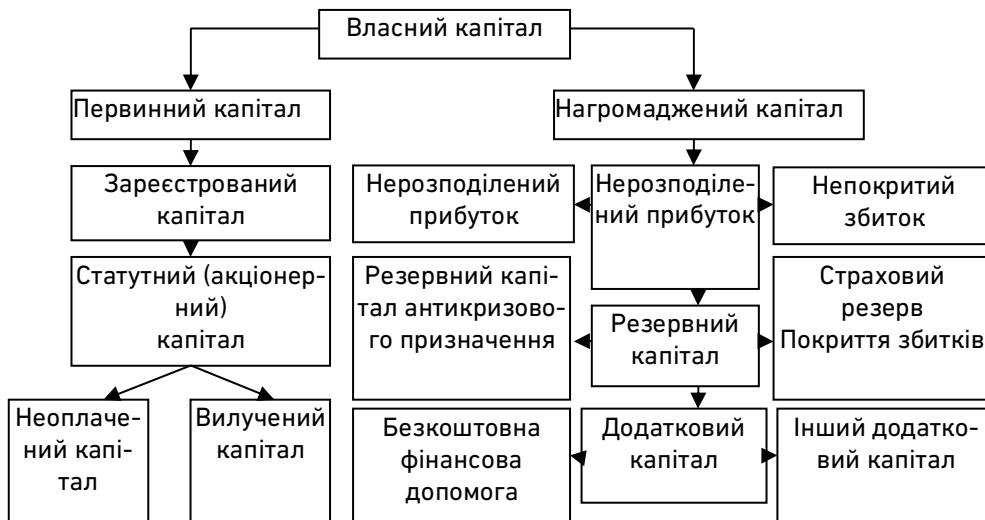 Власний капітал
Первинний капітал
Нагромаджений капітал
Зареєстрований
капітал
Нерозподілений
прибуток
Нерозподіле-
ний прибуток
Непокритий
збиток
Статутний (акціонер-
ний)
капітал
Резервний капі-
тал антикризово-
го призначення
Резервний
капітал
Страховий
резерв
Покриття збитків
Неоплаче-
ний капі-
тал
Вилучений
капітал
Безкоштовна
фінансова
допомога
Додатковий
капітал
Інший додатко-
вий капітал